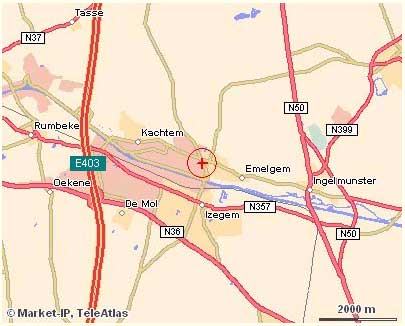 Tasse
N37
N50
N399
Rumbeke
Kachtem
E403
Emelgem
Oekene
Ingelmunster
De Mol
Izegem
N357
N36
N50
2000 m
© Market-IP, TeleAtlas